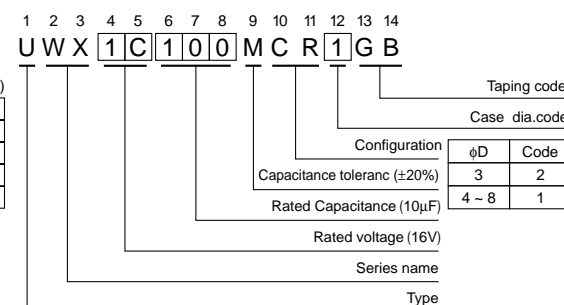 1 2 3 4 5 6 7 8 9 10 11 12 13 14
U W X 1 C 1 0 0 M C R 1 G B
)
Taping code
Case dia.code
Configuration
φD Code
3 2
4 ~ 8 1
Capacitance toleranc (±20%)
Rated Capacitance (10μF)
Rated voltage (16V)
Series name
Type